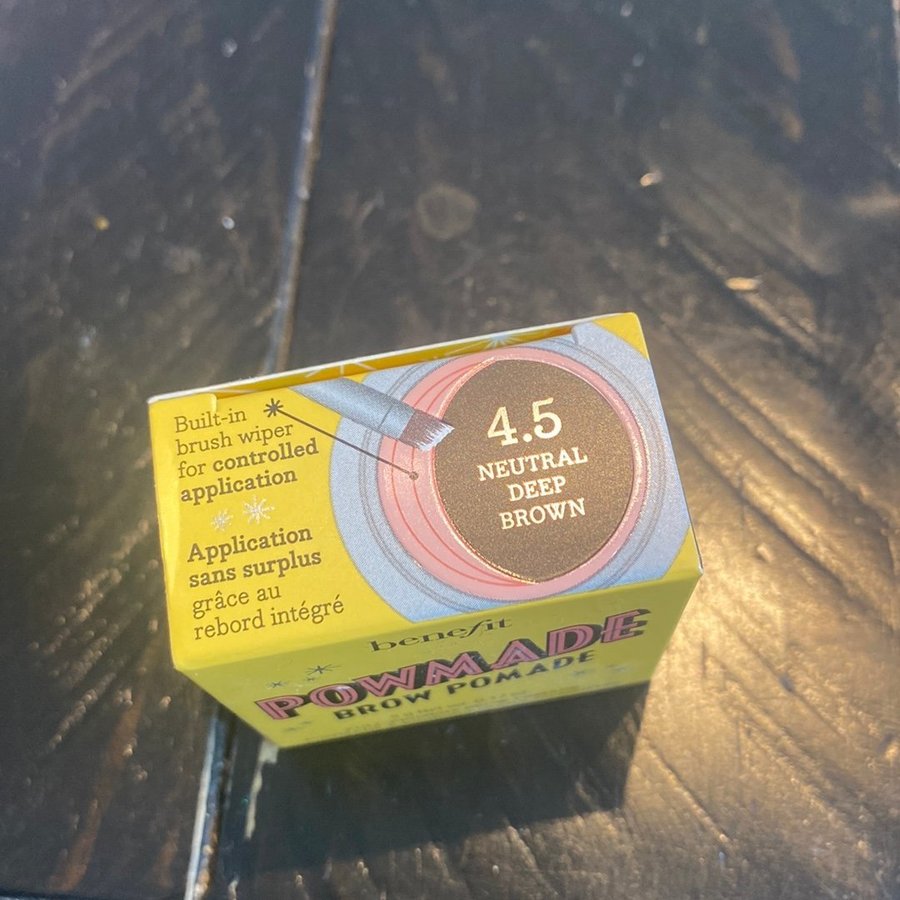 Built-in
brush wiper
for controlled
application
Application
sans surplus
grâce au
rebord intégré
4.5
NEUTRAL
DEEP
BROWN
benefit
POWMADE
BROW POMADE